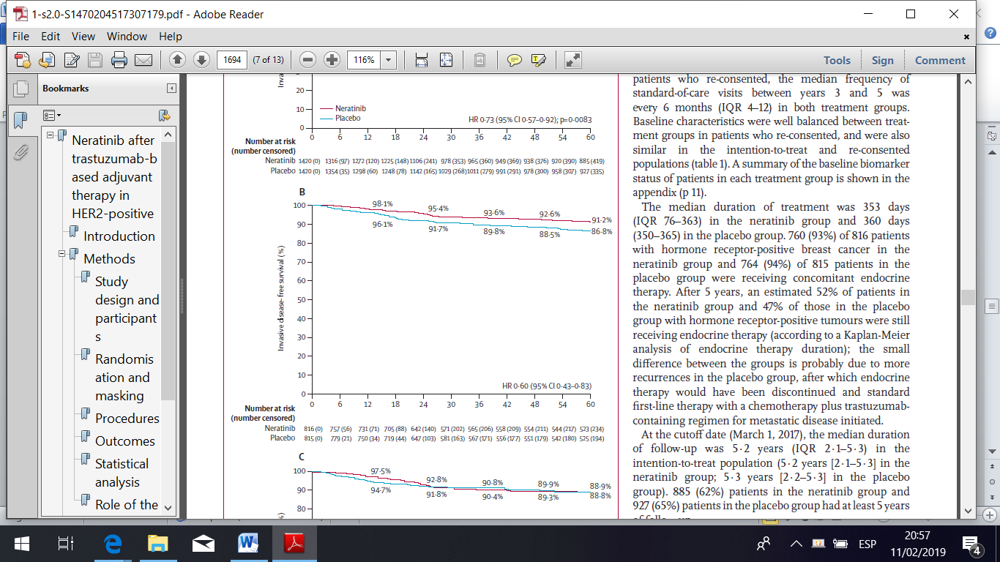 1-s2.0-S1470204517307179.pdf - Adobe Reader
File Edit View Window Help
1694 (7 of 13) 116% Tools Sign Comment
Bookmarks
Neratinib after
trastuzumab-b
ased adjuvant
therapy in
HER2-positive
Introduction
Methods
Study
design and
participant
s
Randomis
ation and
masking
Procedures
Outcomes
Statistical
analysis
Role of the
20
10
0
Neratinib
Placebo
HR 0·73 (95% CI 0·57–0·92); p=0·0083
0 6 12 18 24 30 36 42 48 54 60
Number at risk
(number censored)
Neratinib 1420 (0) 1316 (97) 1272 (120) 1225 (148) 1106 (241) 978 (353) 965 (360) 949 (369) 938 (376) 920 (390) 885 (419)
Placebo 1420 (0) 1354 (35) 1298 (60) 1248 (78) 1142 (165) 1029 (268) 1011 (279) 991 (291) 978 (300) 958 (307) 927 (335)
B
Invasive disease-free survival (%)
100
90
80
70
60
50
40
30
20
10
0
98·1% 95·4% 93·6% 92·6% 91·2%
96·1% 91·7% 89·8% 88·5% 86·8%
HR 0·60 (95% CI 0·43–0·83)
0 6 12 18 24 30 36 42 48 54 60
Number at risk
(number censored)
Neratinib 816 (0) 757 (56) 731 (71) 705 (88) 642 (140) 571 (202) 565 (206) 558 (209) 554 (211) 544 (217) 533 (234)
Placebo 815 (0) 779 (21) 750 (34) 719 (44) 647 (103) 581 (163) 567 (171) 556 (177) 551 (179) 542 (180) 525 (194)
C
100
90
80
97·5% 92·8% 90·8% 89·9% 88·9%
94·7% 91·8% 90·4% 89·3% 88·8%
patients who re-consented, the median frequency of
standard-of-care visits between years 3 and 5 was
every 6 months (IQR 4–12) in both treatment groups.
Baseline characteristics were well balanced between treat-
ment groups in patients who re-consented, and were also
similar in the intention-to-treat and re-consented
populations (table 1). A summary of the baseline biomarker
status of patients in each treatment group is shown in the
appendix (p 11).
The median duration of treatment was 353 days
(IQR 76–363) in the neratinib group and 360 days
(350–365) in the placebo group. 760 (93%) of 816 patients
with hormone receptor-positive breast cancer in the
neratinib group and 764 (94%) of 815 patients in the
placebo group were receiving concomitant endocrine
therapy. After 5 years, an estimated 52% of patients in
the neratinib group and 47% of those in the placebo
group with hormone receptor-positive tumours were still
receiving endocrine therapy (according to a Kaplan-Meier
analysis of endocrine therapy duration); the small
difference between the groups is probably due to more
recurrences in the placebo group, after which endocrine
therapy would have been discontinued and standard
first-line therapy with a chemotherapy plus trastuzumab-
containing regimen for metastatic disease initiated.
At the cutoff date (March 1, 2017), the median duration
of follow-up was 5·2 years (IQR 2·1–5·3) in the
intention-to-treat population (5·2 years [2·1–5·3] in the
neratinib group; 5·3 years [2·2–5·3] in the placebo
group). 885 (62%) patients in the neratinib group and
927 (65%) patients in the placebo group had at least 5 years
ESP
20:57
11/02/2019
4